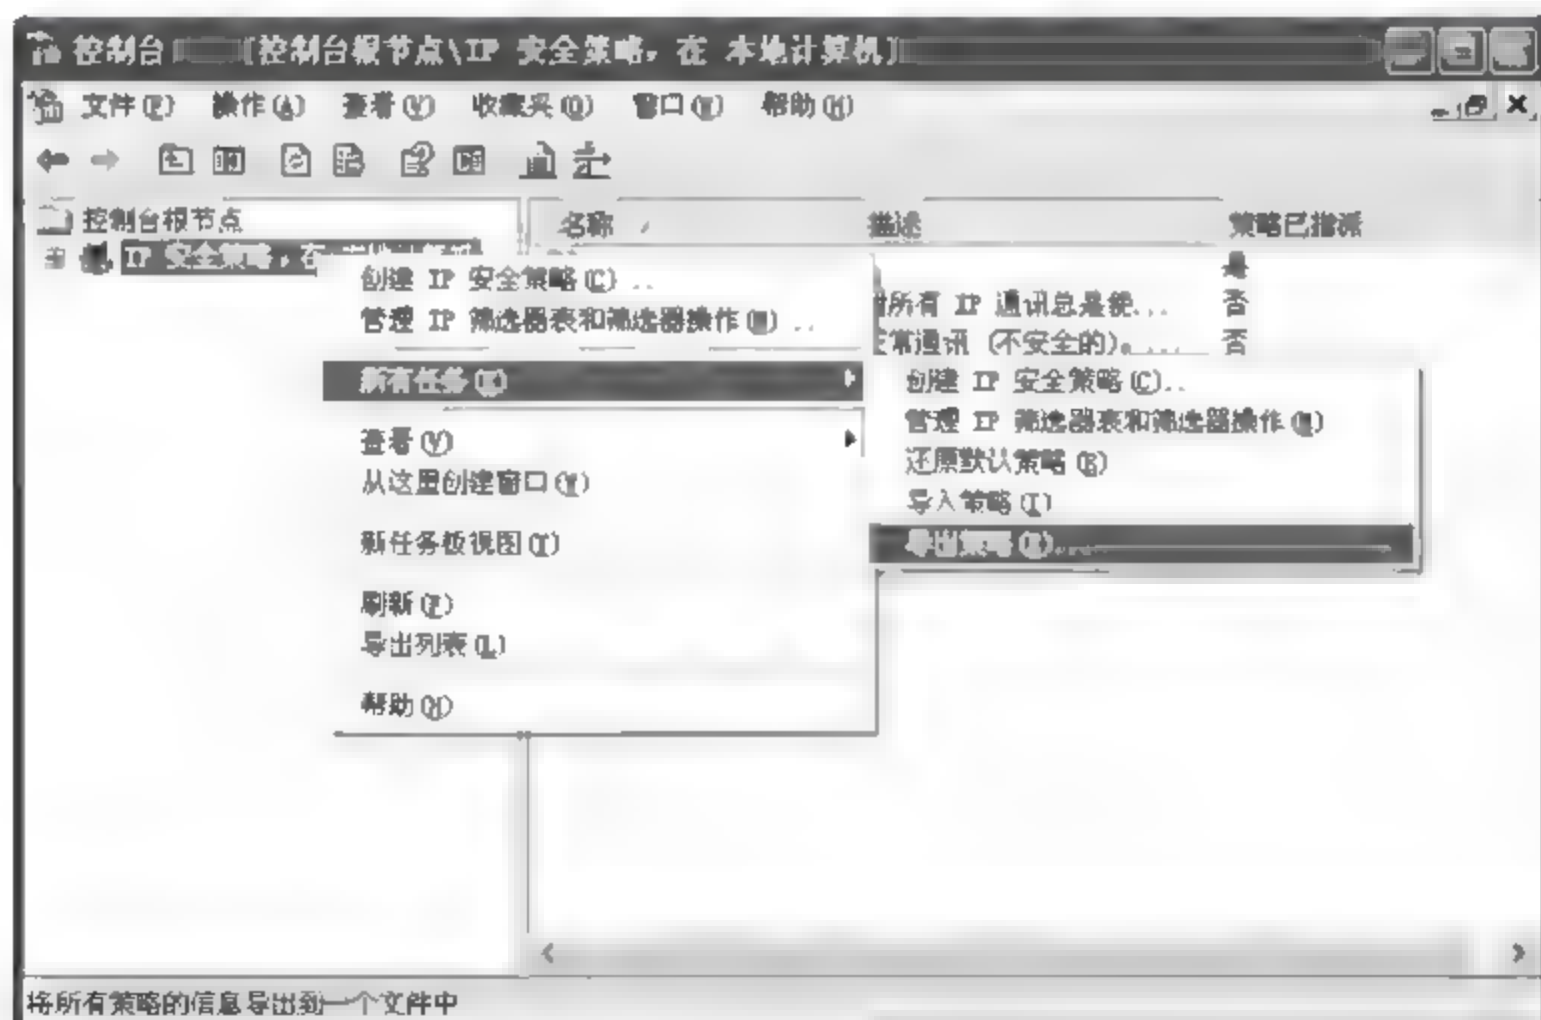 控制台 [控制台根节点\IP 安全策略，在 本地计算机]
文件(F) 操作(A) 查看(V) 收藏夹(O) 窗口(W) 帮助(H)
控制台根节点
名称 描述 策略已指派
IP 安全策略，在
是
所有 IP 通讯总是使... 否
常通讯 (不安全的)。... 否
创建 IP 安全策略(C)...
管理 IP 筛选器表和筛选器操作(M)...
所有任务(K)
查看(V)
从这里创建窗口(W)
新任务板视图(T)
刷新(F)
导出列表(L)
帮助(H)
创建 IP 安全策略(C)..
管理 IP 筛选器表和筛选器操作(M)
还原默认策略(R)
导入策略(I)
导出策略(E)...
将所有策略的信息导出到一个文件中